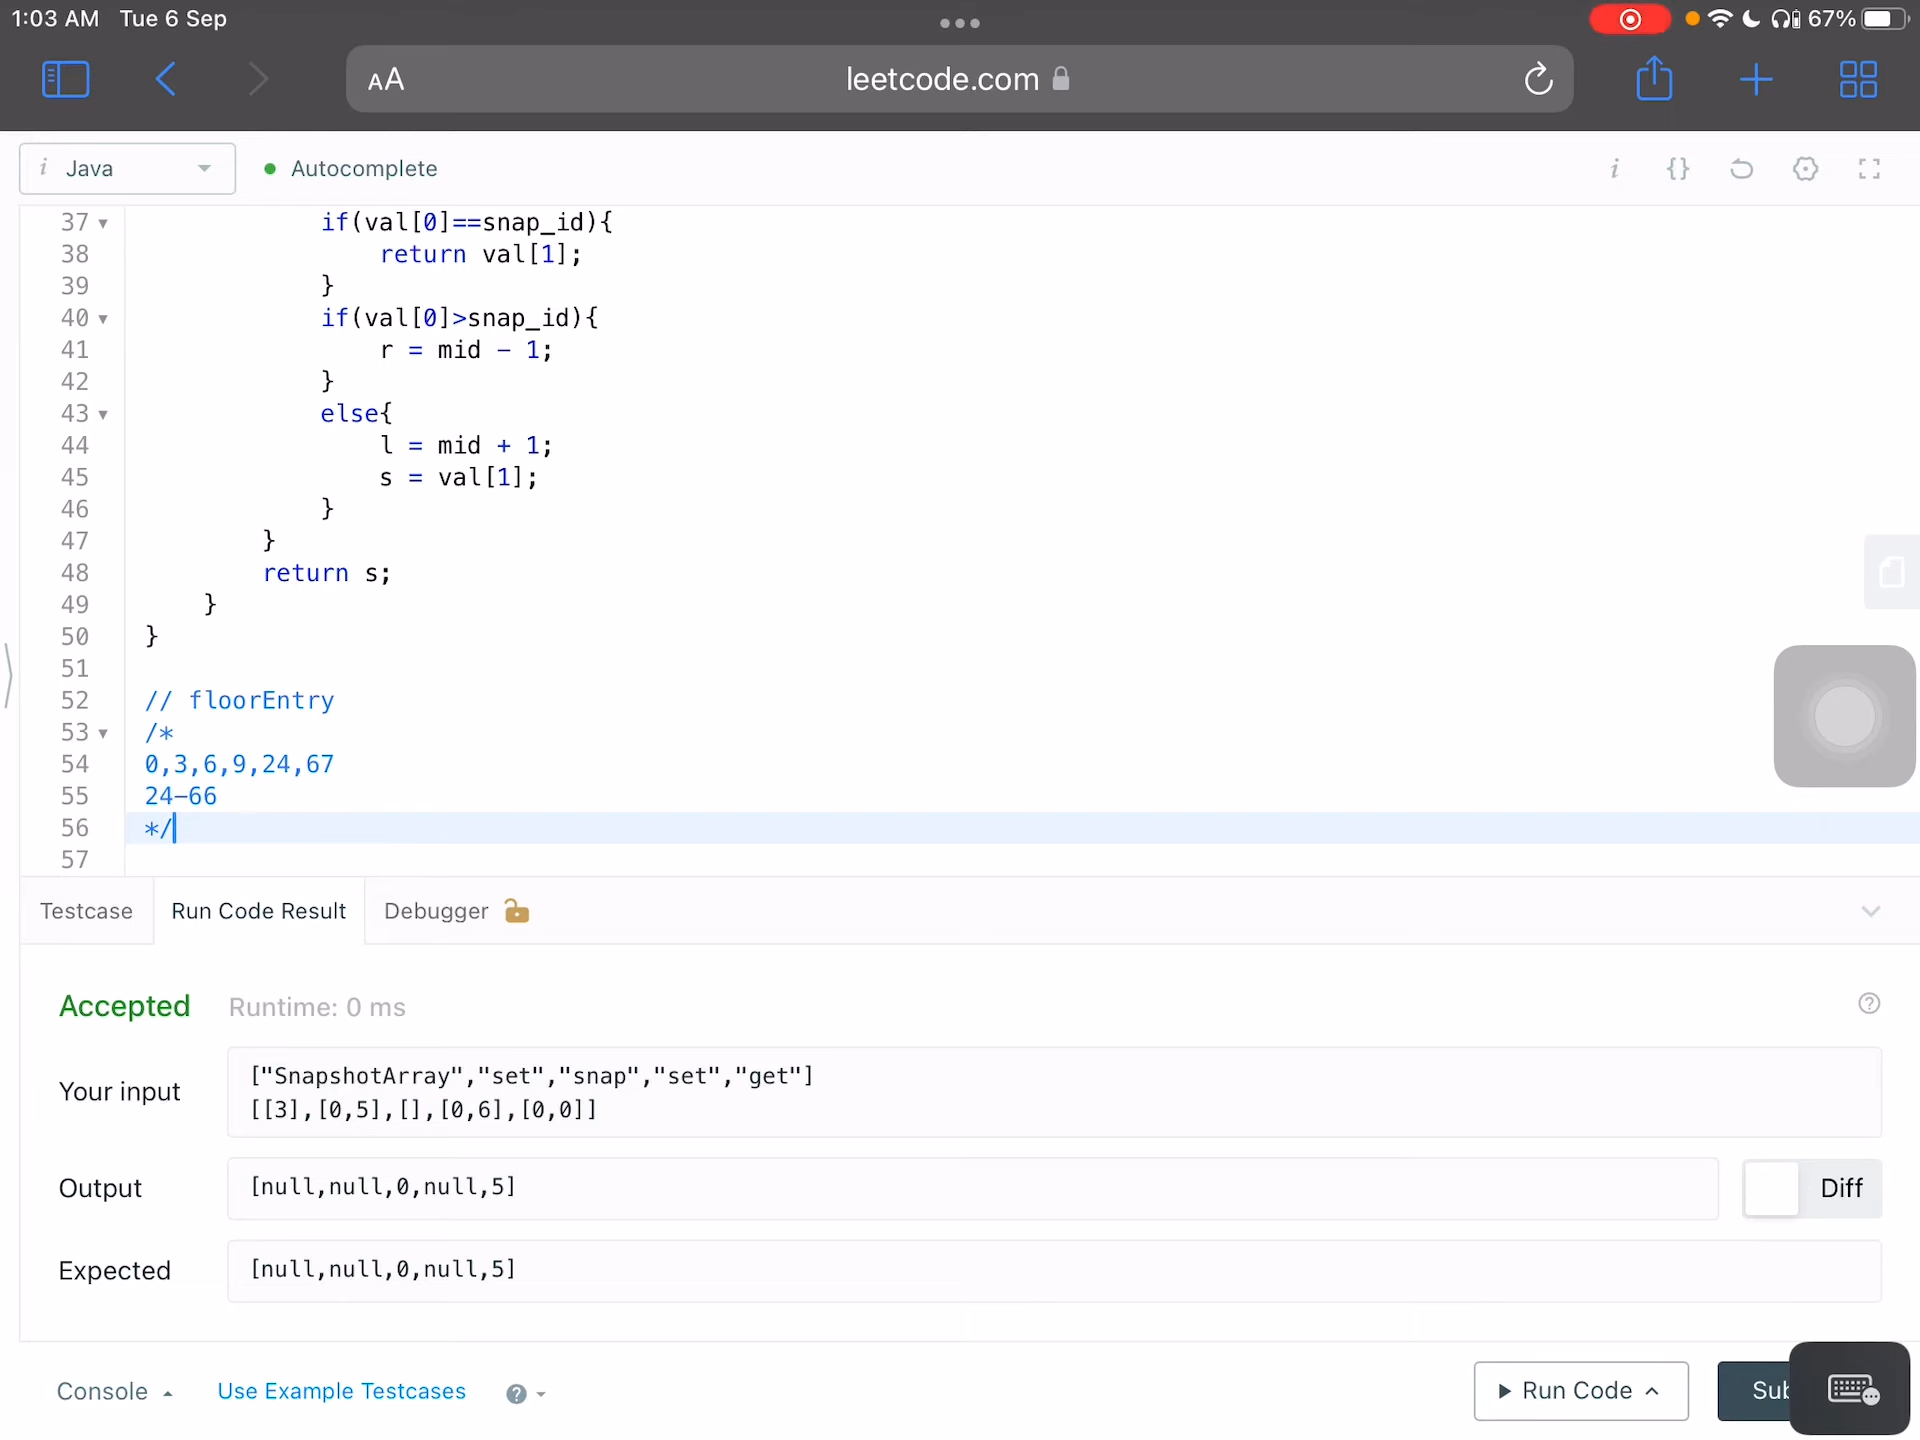 1:03 AM Tue 6 Sep
67%
AA leetcode.com
i Java Autocomplete
37 if(val[0]==snap_id){
38 return val[1];
39 }
40 if(val[0]>snap_id){
41 r = mid - 1;
42 }
43 else{
44 l = mid + 1;
45 s = val[1];
46 }
47 }
48 return s;
49 }
50 }
51
52 // floorEntry
53 /*
54 0,3,6,9,24,67
55 24-66
56 */
57
Testcase Run Code Result Debugger
Accepted Runtime: 0 ms
Your input
["SnapshotArray","set","snap","set","get"]
[[3],[0,5],[],[0,6],[0,0]]
Output [null,null,0,null,5] Diff
Expected [null,null,0,null,5]
Console Use Example Testcases Run Code Sub